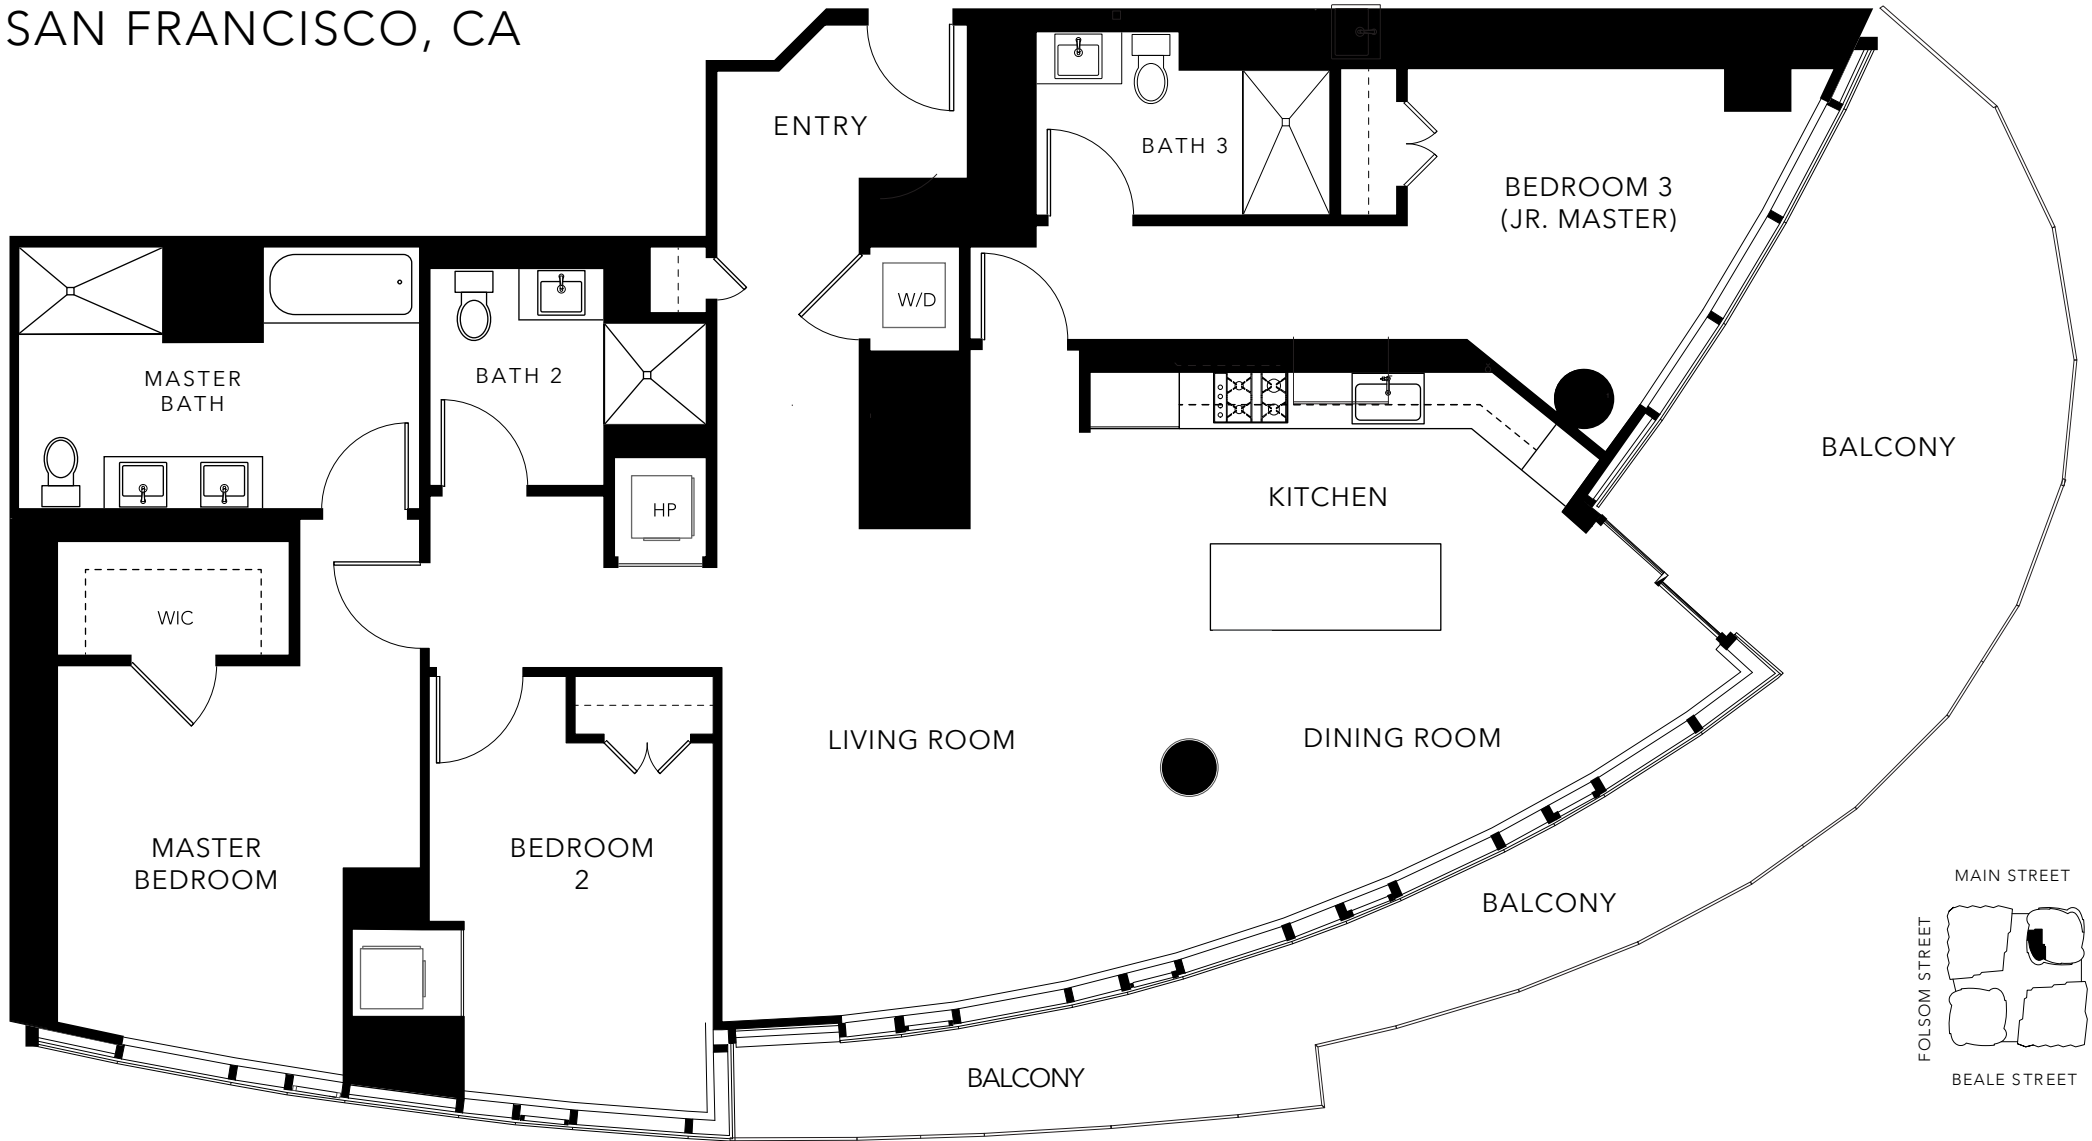 SAN FRANCISCO, CA
ENTRY
BATH 3
BEDROOM 3
(JR. MASTER)
W/D
MASTER
BATH
BATH 2
BALCONY
KITCHEN
HP
WIC
LIVING ROOM
DINING ROOM
MASTER
BEDROOM
BEDROOM
2
BALCONY
BALCONY
MAIN STREET
FOLSOM STREET
BEALE STREET